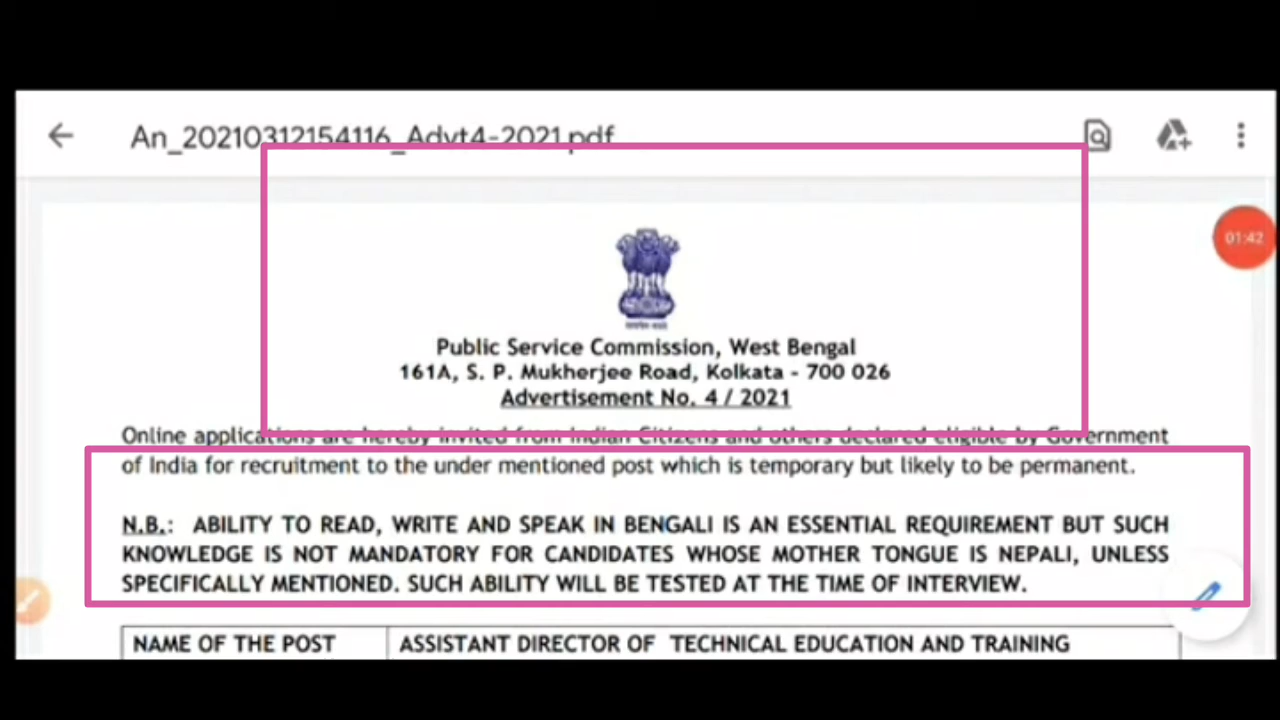 An_20210312154116_Advt4-2021.pdf
01:42
Public Service Commission, West Bengal
161A, S. P. Mukherjee Road, Kolkata - 700 026
Advertisement No. 4 / 2021
Online applications are hereby invited from Indian Citizens and others declared eligible by Government
of India for recruitment to the under mentioned post which is temporary but likely to be permanent.
N.B.: ABILITY TO READ, WRITE AND SPEAK IN BENGALI IS AN ESSENTIAL REQUIREMENT BUT SUCH
KNOWLEDGE IS NOT MANDATORY FOR CANDIDATES WHOSE MOTHER TONGUE IS NEPALI, UNLESS
SPECIFICALLY MENTIONED. SUCH ABILITY WILL BE TESTED AT THE TIME OF INTERVIEW.
NAME OF THE POST ASSISTANT DIRECTOR OF TECHNICAL EDUCATION AND TRAINING